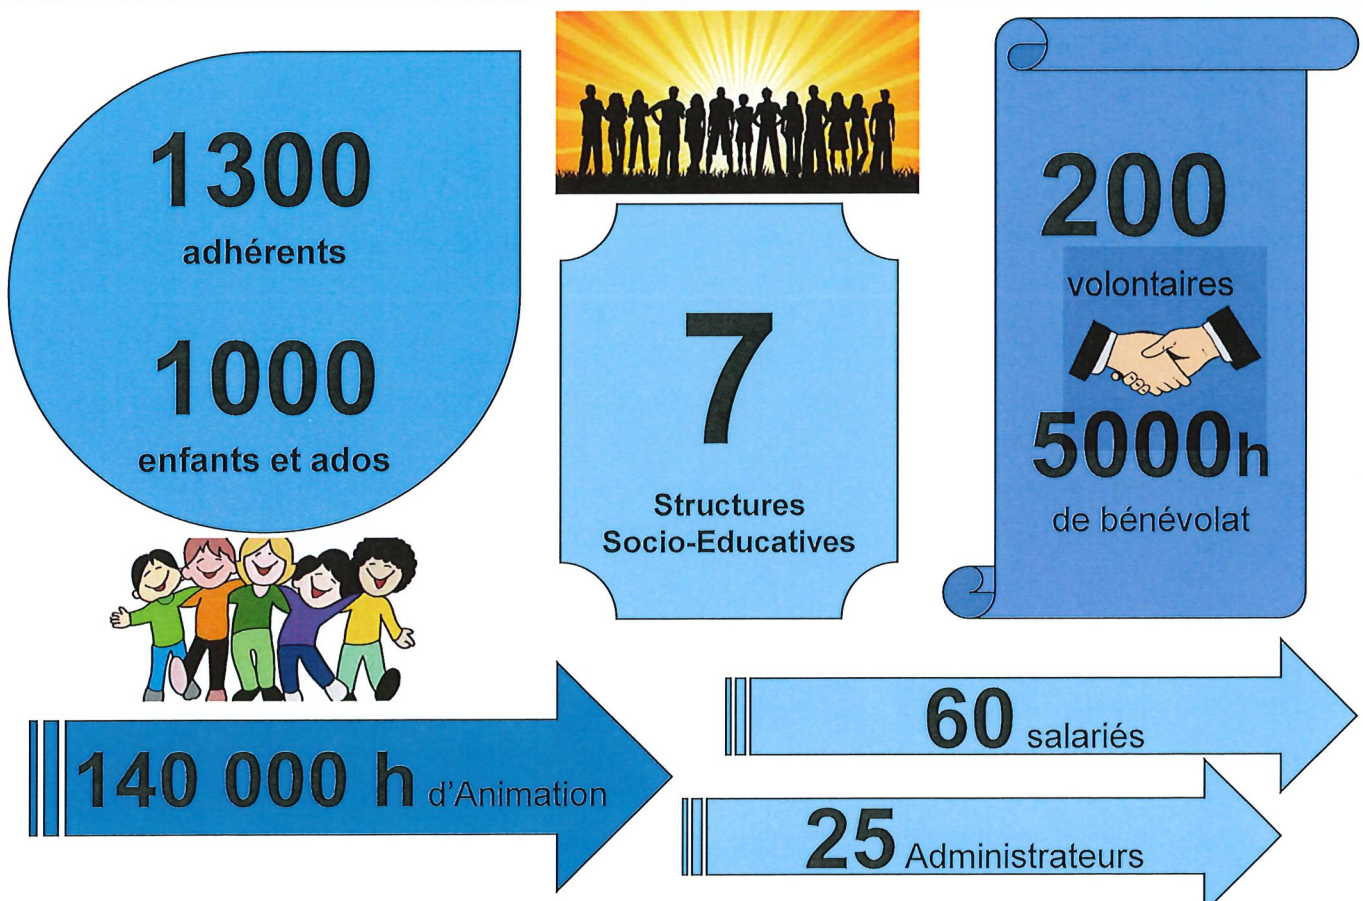 1300
adhérents
1000
enfants et ados
7
Structures
Socio-Educatives
200
volontaires
5000h
de bénévolat
140 000 h d'Animation
60 salariés
25 Administrateurs